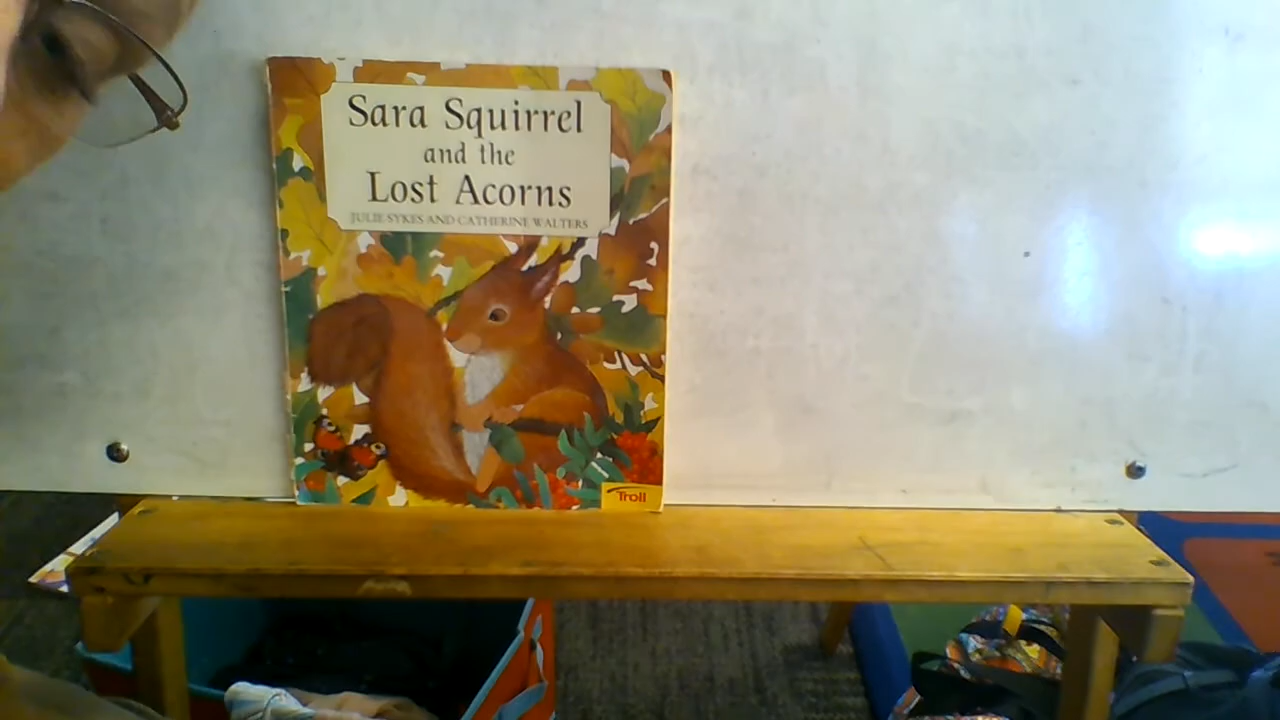 Sara Squirrel
and the
Lost Acorns
JULIE SYKES AND CATHERINE WALTERS
Troll